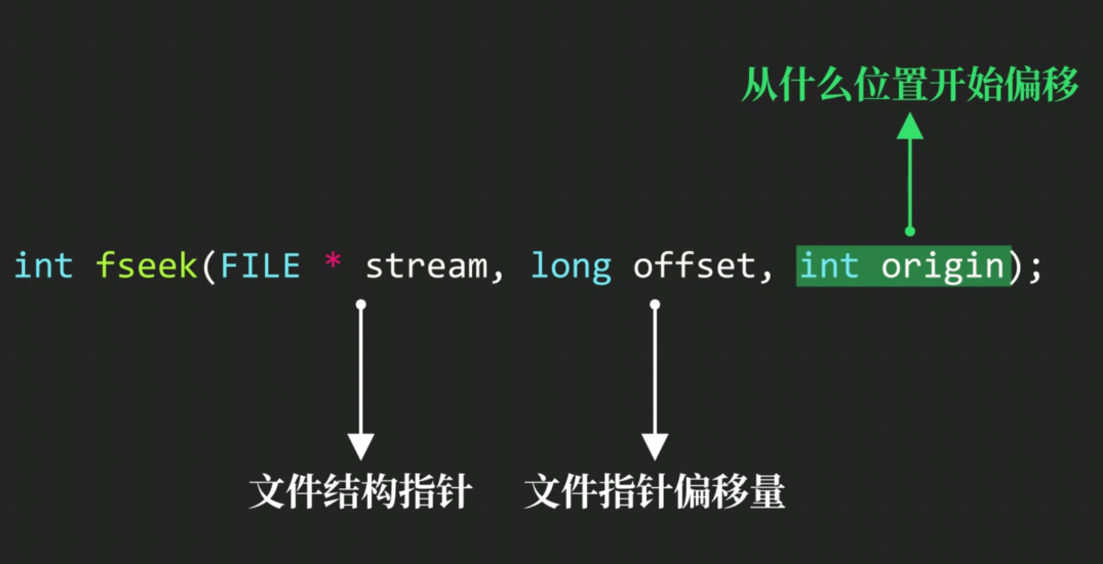 从什么位置开始偏移
int fseek(FILE * stream, long offset, int origin);
文件结构指针
文件指针偏移量